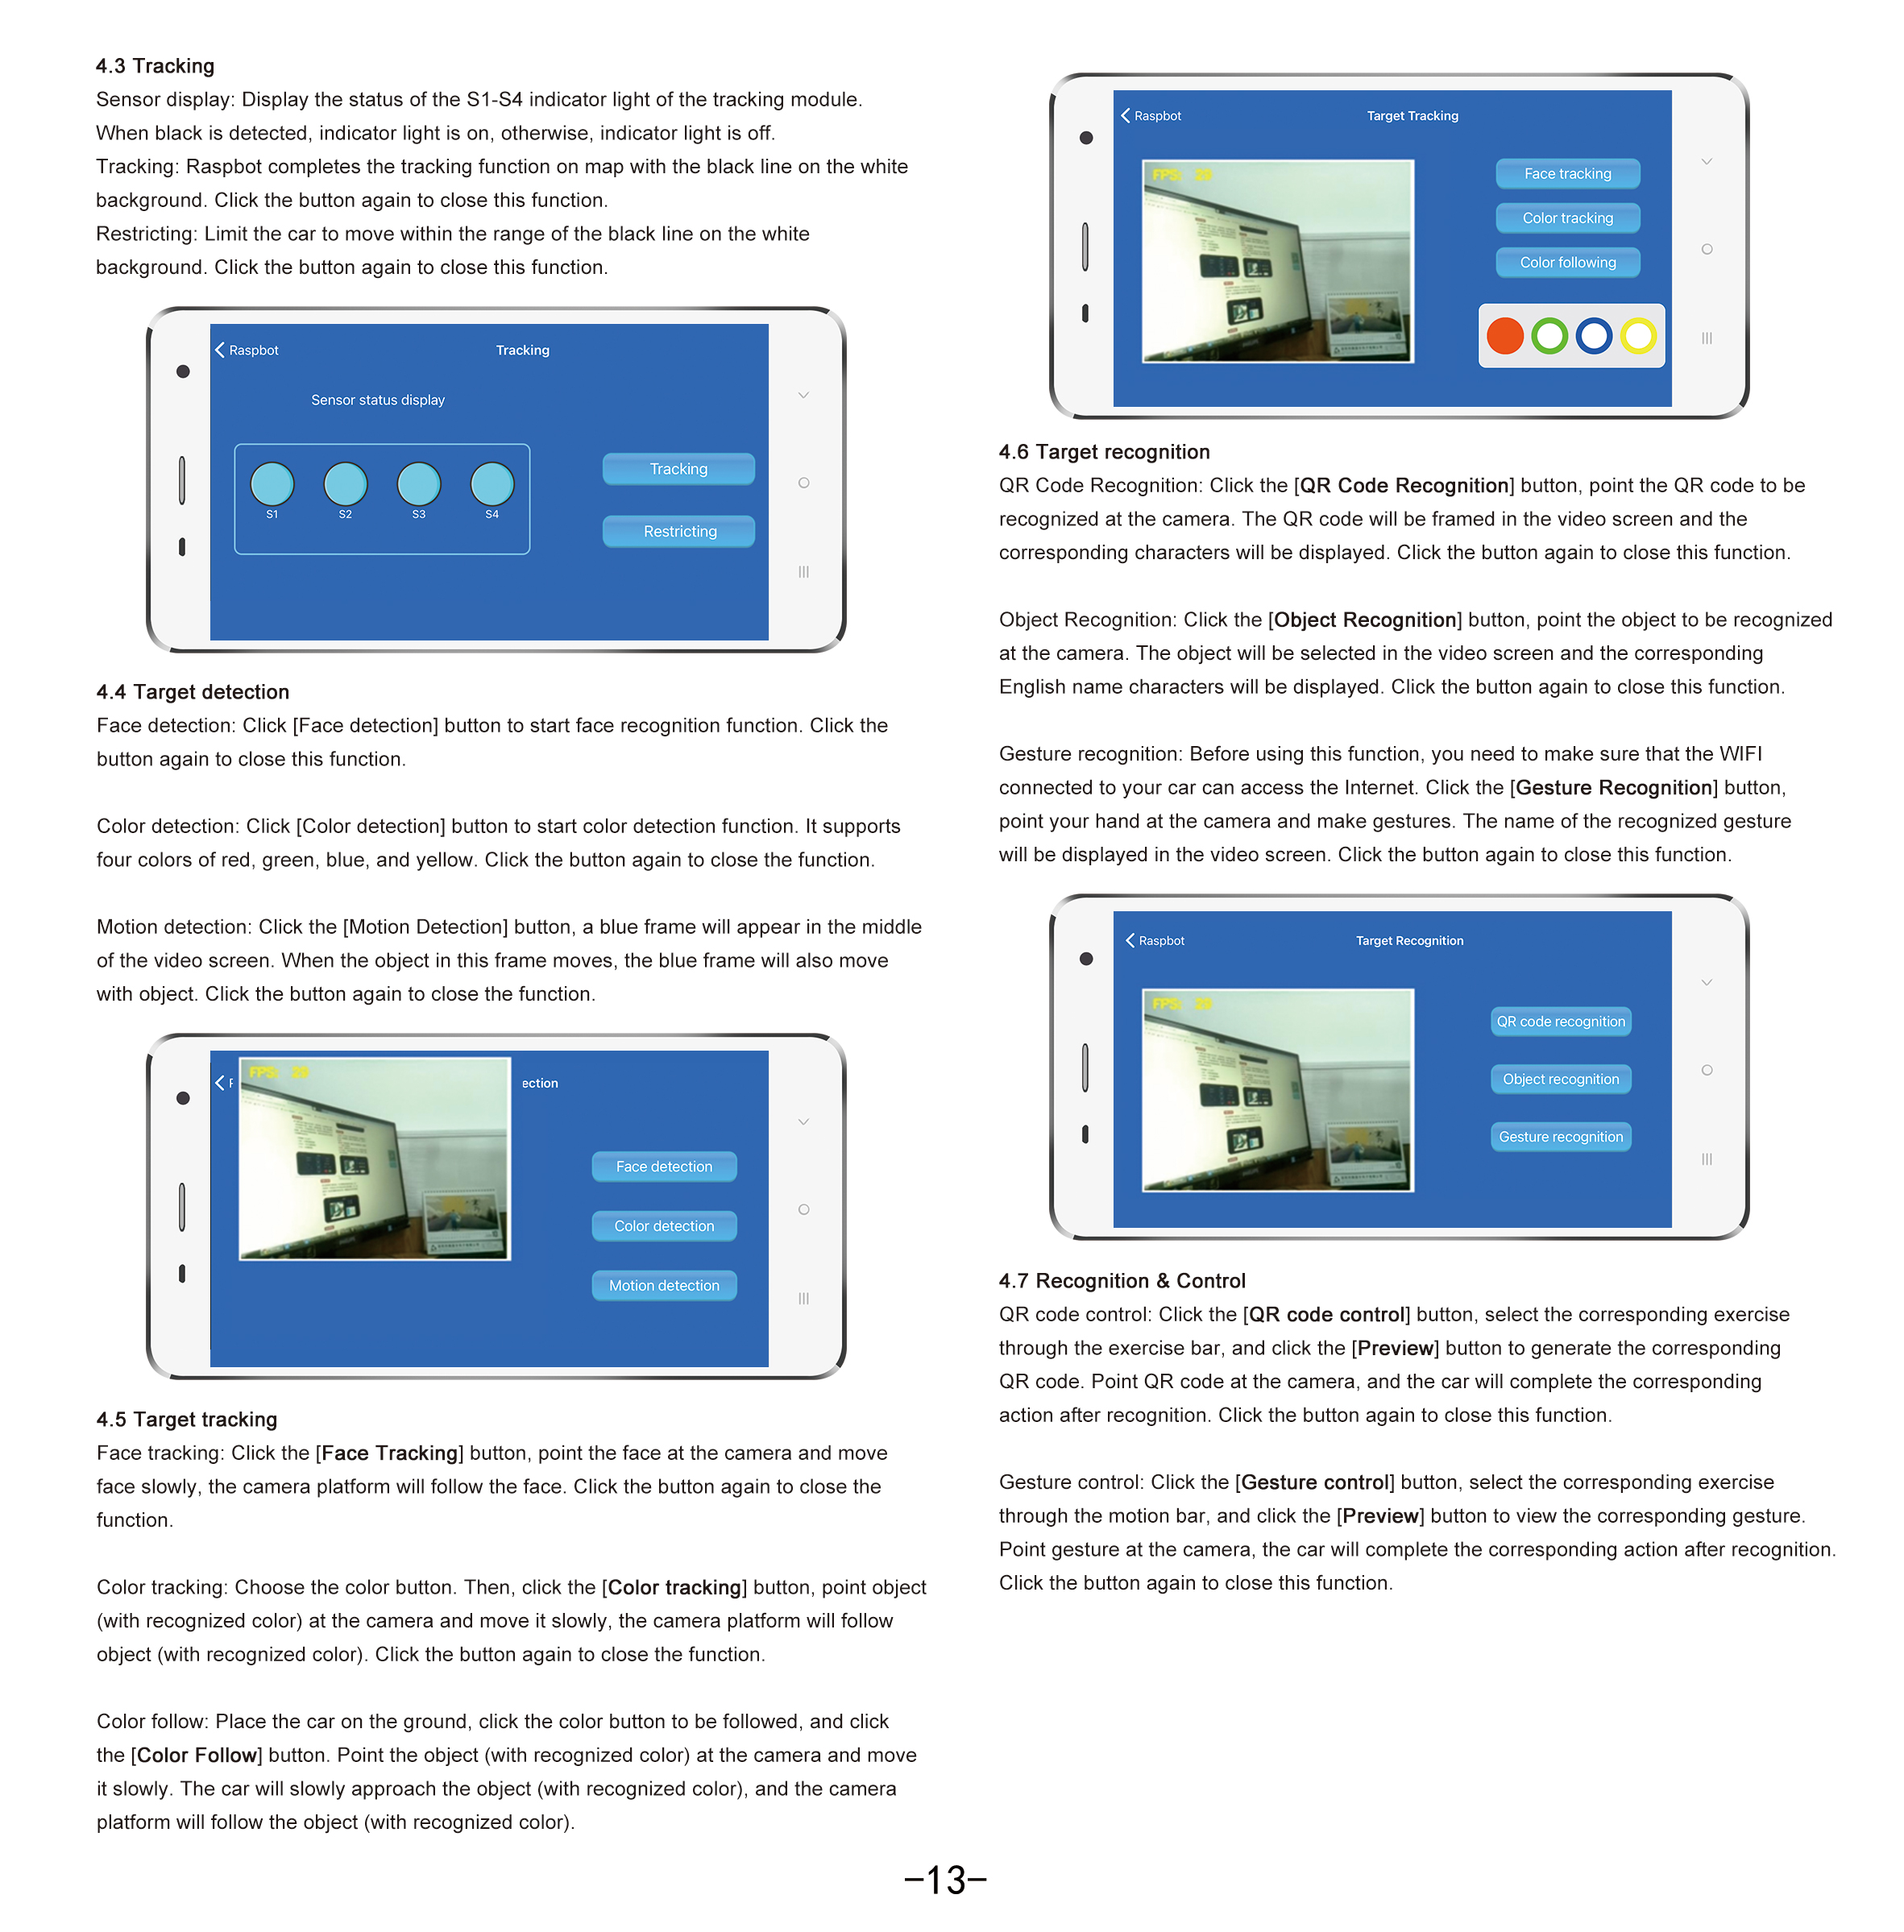 4.3 Tracking
Sensor display: Display the status of the S1-S4 indicator light of the tracking module.
When black is detected, indicator light is on, otherwise, indicator light is off.
Tracking: Raspbot completes the tracking function on map with the black line on the white
background. Click the button again to close this function.
Restricting: Limit the car to move within the range of the black line on the white
background. Click the button again to close this function.
Raspbot
Tracking
Sensor status display
S1
S2
S3
S4
Tracking
Restricting
4.4 Target detection
Face detection: Click [Face detection] button to start face recognition function. Click the
button again to close this function.
Color detection: Click [Color detection] button to start color detection function. It supports
four colors of red, green, blue, and yellow. Click the button again to close the function.
Motion detection: Click the [Motion Detection] button, a blue frame will appear in the middle
of the video screen. When the object in this frame moves, the blue frame will also move
with object. Click the button again to close the function.
ection
FPS: 29
Face detection
Color detection
Motion detection
4.5 Target tracking
Face tracking: Click the [Face Tracking] button, point the face at the camera and move
face slowly, the camera platform will follow the face. Click the button again to close the
function.
Color tracking: Choose the color button. Then, click the [Color tracking] button, point object
(with recognized color) at the camera and move it slowly, the camera platform will follow
object (with recognized color). Click the button again to close the function.
Color follow: Place the car on the ground, click the color button to be followed, and click
the [Color Follow] button. Point the object (with recognized color) at the camera and move
it slowly. The car will slowly approach the object (with recognized color), and the camera
platform will follow the object (with recognized color).
Raspbot
Target Tracking
FPS: 29
Face tracking
Color tracking
Color following
4.6 Target recognition
QR Code Recognition: Click the [QR Code Recognition] button, point the QR code to be
recognized at the camera. The QR code will be framed in the video screen and the
corresponding characters will be displayed. Click the button again to close this function.
Object Recognition: Click the [Object Recognition] button, point the object to be recognized
at the camera. The object will be selected in the video screen and the corresponding
English name characters will be displayed. Click the button again to close this function.
Gesture recognition: Before using this function, you need to make sure that the WIFI
connected to your car can access the Internet. Click the [Gesture Recognition] button,
point your hand at the camera and make gestures. The name of the recognized gesture
will be displayed in the video screen. Click the button again to close this function.
Raspbot
Target Recognition
FPS: 29
QR code recognition
Object recognition
Gesture recognition
4.7 Recognition & Control
QR code control: Click the [QR code control] button, select the corresponding exercise
through the exercise bar, and click the [Preview] button to generate the corresponding
QR code. Point QR code at the camera, and the car will complete the corresponding
action after recognition. Click the button again to close this function.
Gesture control: Click the [Gesture control] button, select the corresponding exercise
through the motion bar, and click the [Preview] button to view the corresponding gesture.
Point gesture at the camera, the car will complete the corresponding action after recognition.
Click the button again to close this function.
-13-